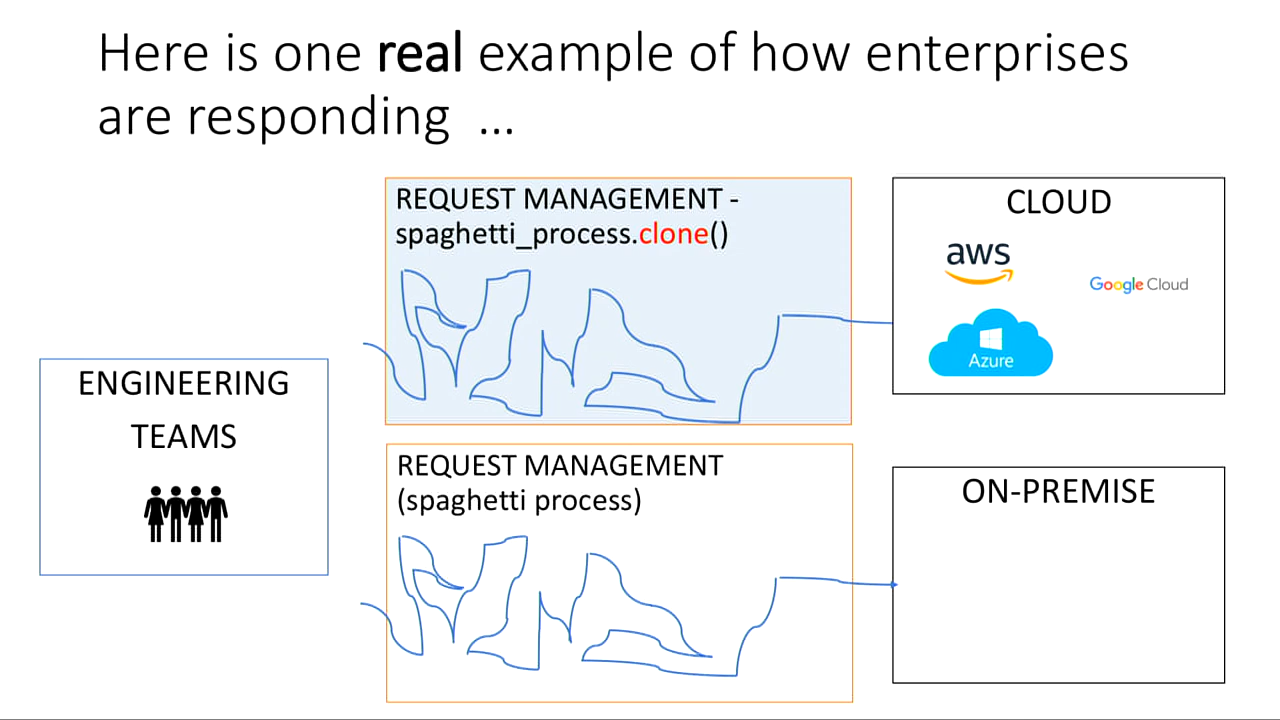 Here is one real example of how enterprises
are responding ...
REQUEST MANAGEMENT -
spaghetti_process.clone()
CLOUD
aws
Google Cloud
Azure
ENGINEERING
TEAMS
REQUEST MANAGEMENT
(spaghetti process)
ON-PREMISE